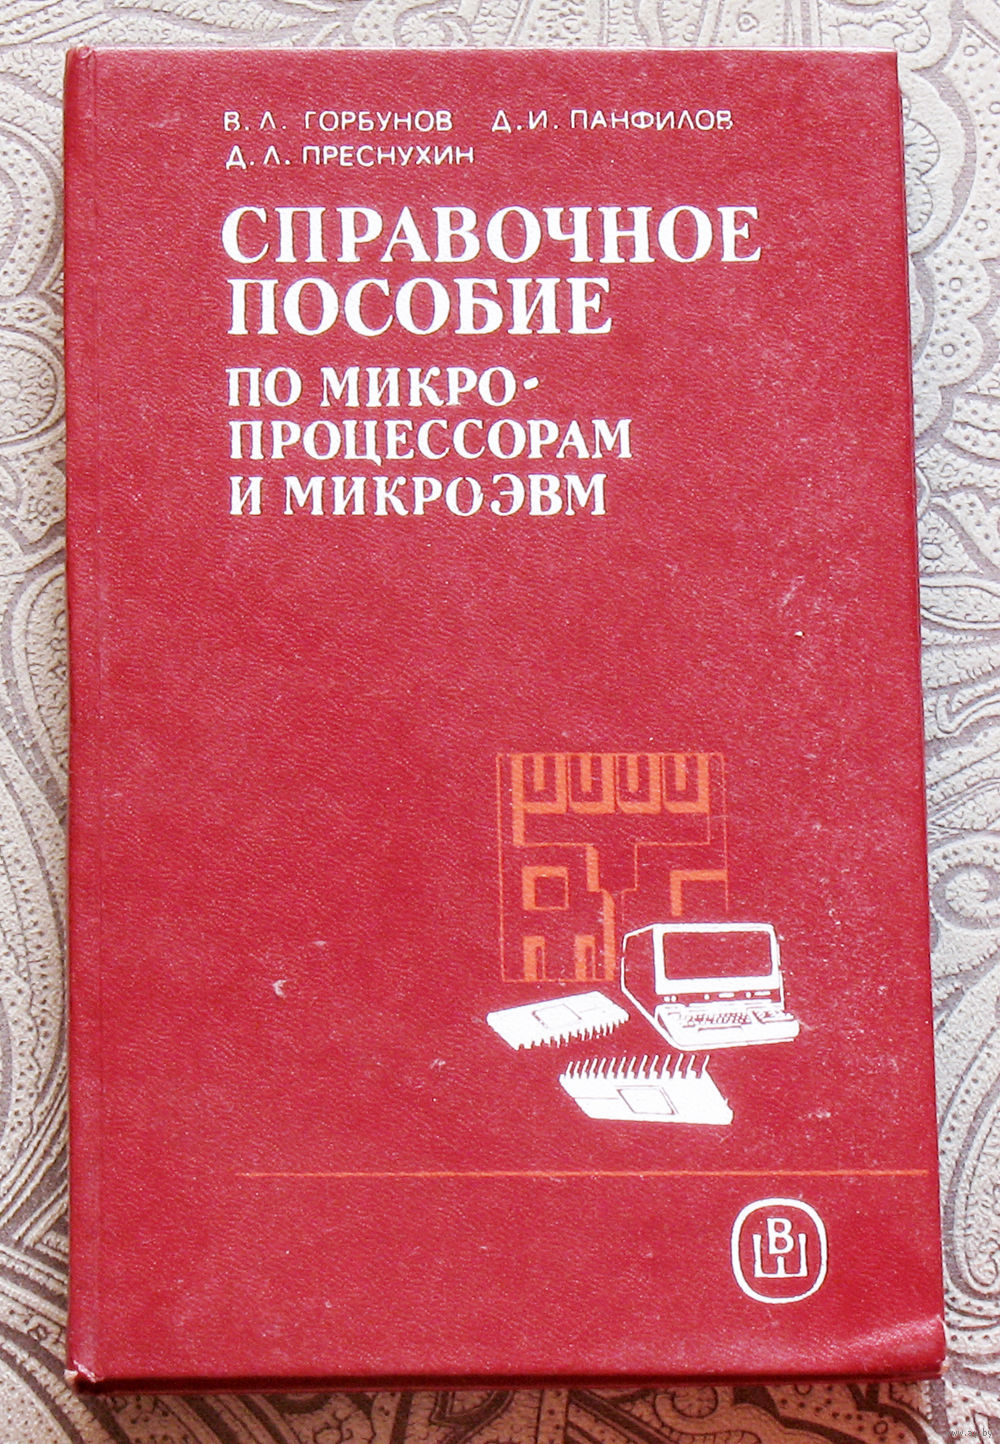 В. Л. ГОРБУНОВ Д. И. ПАНФИЛОВ
Д. Л. ПРЕСНУХИН
СПРАВОЧНОЕ
ПОСОБИЕ
ПО МИКРО-
ПРОЦЕССОРАМ
И МИКРОЭВМ
ВШ